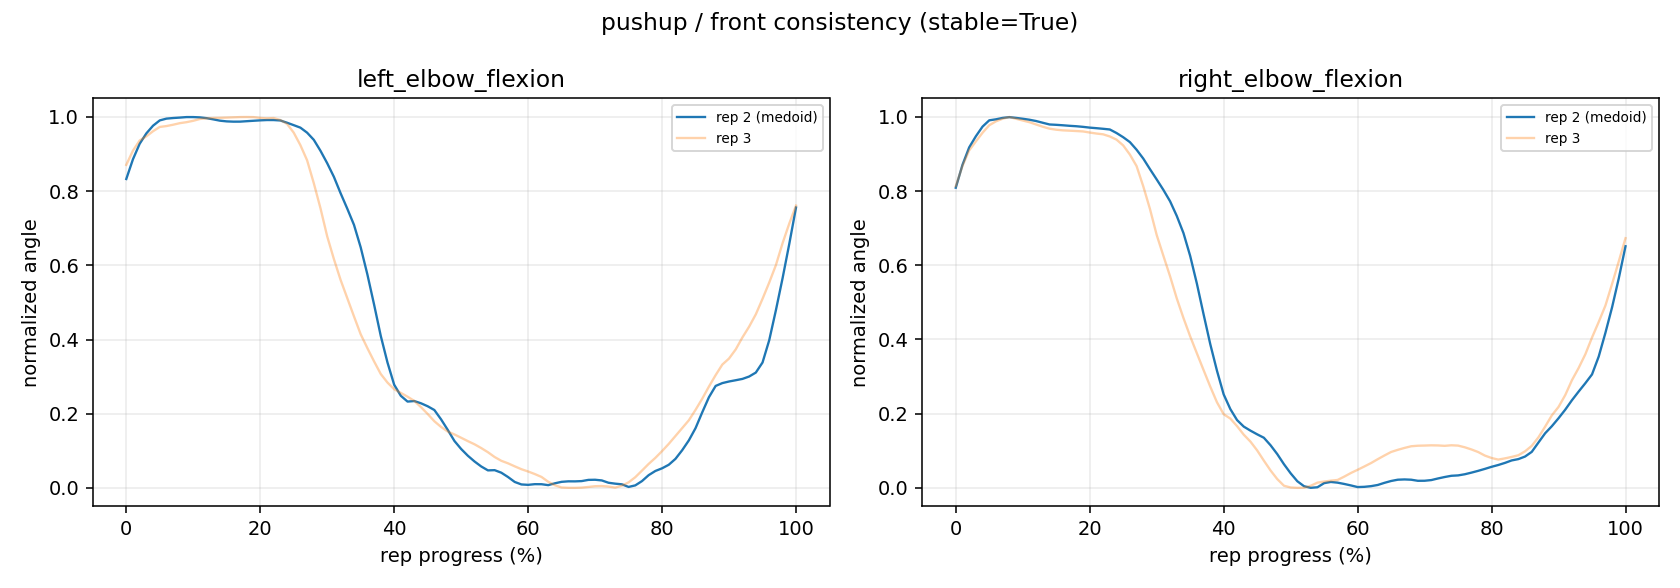 pushup / front consistency (stable=True)
left_elbow_flexion
right_elbow_flexion
rep 2 (medoid)
rep 3
rep 2 (medoid)
rep 3
normalized angle
1.0
0.8
0.6
0.4
0.2
0.0
0 20 40 60 80 100
rep progress (%)
normalized angle
1.0
0.8
0.6
0.4
0.2
0.0
0 20 40 60 80 100
rep progress (%)